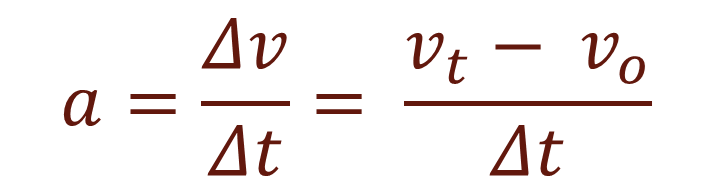 a = Δv/Δt = (v_t − v_o)/Δt